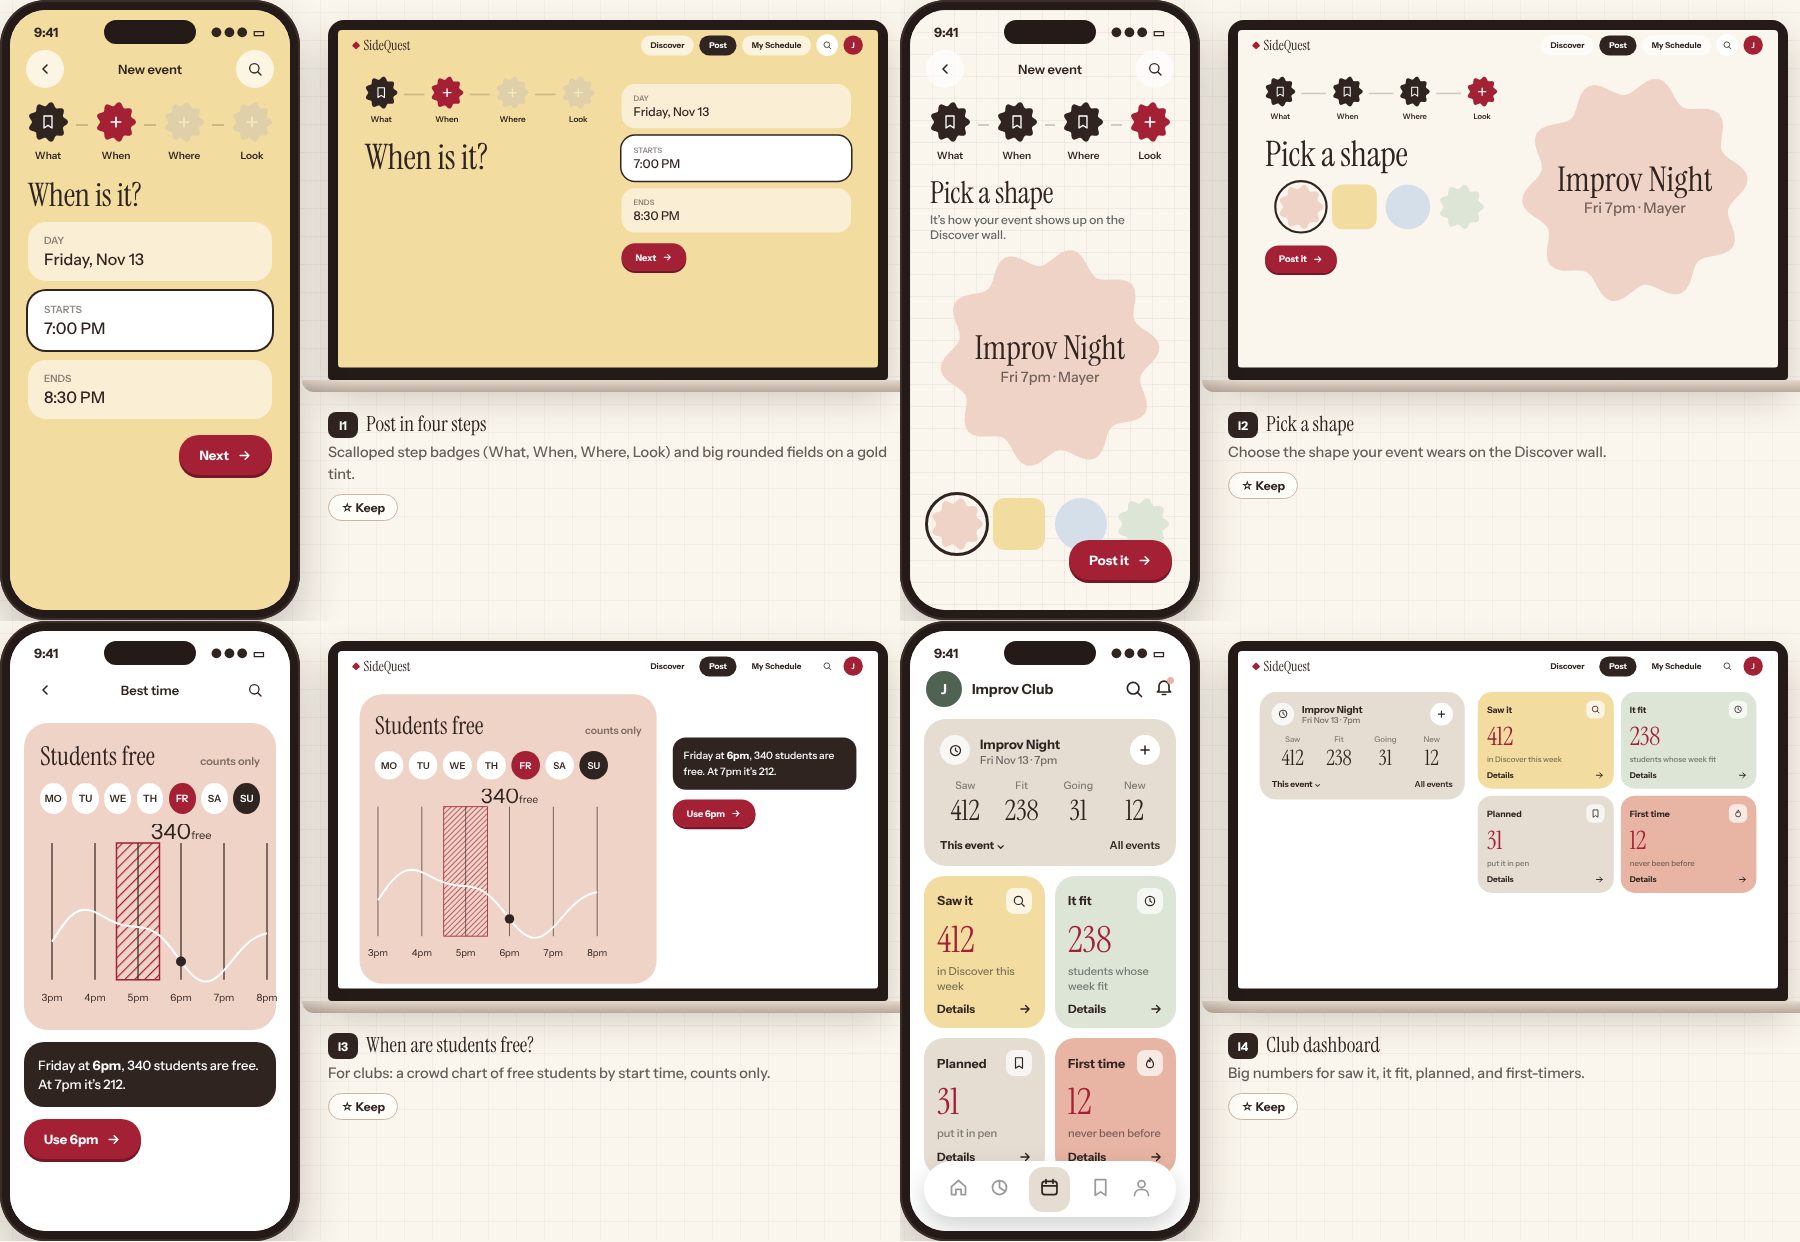 9:41
New event
What
When
Where
Look
When is it?
DAY
Friday, Nov 13
STARTS
7:00 PM
ENDS
8:30 PM
Next
SideQuest
Discover
Post
My Schedule
J
What
When
Where
Look
When is it?
DAY
Friday, Nov 13
STARTS
7:00 PM
ENDS
8:30 PM
Next
I1 Post in four steps
Scalloped step badges (What, When, Where, Look) and big rounded fields on a gold
tint.
☆ Keep
9:41
New event
What
When
Where
Look
Pick a shape
It's how your event shows up on the
Discover wall.
Improv Night
Fri 7pm · Mayer
Post it
SideQuest
Discover
Post
My Schedule
J
What
When
Where
Look
Pick a shape
Post it
Improv Night
Fri 7pm · Mayer
I2 Pick a shape
Choose the shape your event wears on the Discover wall.
☆ Keep
9:41
Best time
Students free
counts only
MO TU WE TH FR SA SU
340 free
3pm 4pm 5pm 6pm 7pm 8pm
Friday at 6pm, 340 students are free.
At 7pm it's 212.
Use 6pm
SideQuest
Discover
Post
My Schedule
J
Students free
counts only
MO TU WE TH FR SA SU
340 free
3pm 4pm 5pm 6pm 7pm 8pm
Friday at 6pm, 340 students are
free. At 7pm it's 212.
Use 6pm
I3 When are students free?
For clubs: a crowd chart of free students by start time, counts only.
☆ Keep
9:41
J
Improv Club
Improv Night
Fri Nov 13 · 7pm
Saw Fit Going New
412 238 31 12
This event
All events
Saw it
412
in Discover this
week
Details
It fit
238
students whose
week fit
Details
Planned
31
put it in pen
Details
First time
12
never been before
Details
SideQuest
Discover
Post
My Schedule
J
Improv Night
Fri Nov 13 · 7pm
Saw Fit Going New
412 238 31 12
This event
All events
Saw it
412
in Discover this week
Details
It fit
238
students whose week fit
Details
Planned
31
put it in pen
Details
First time
12
never been before
Details
I4 Club dashboard
Big numbers for saw it, it fit, planned, and first-timers.
☆ Keep